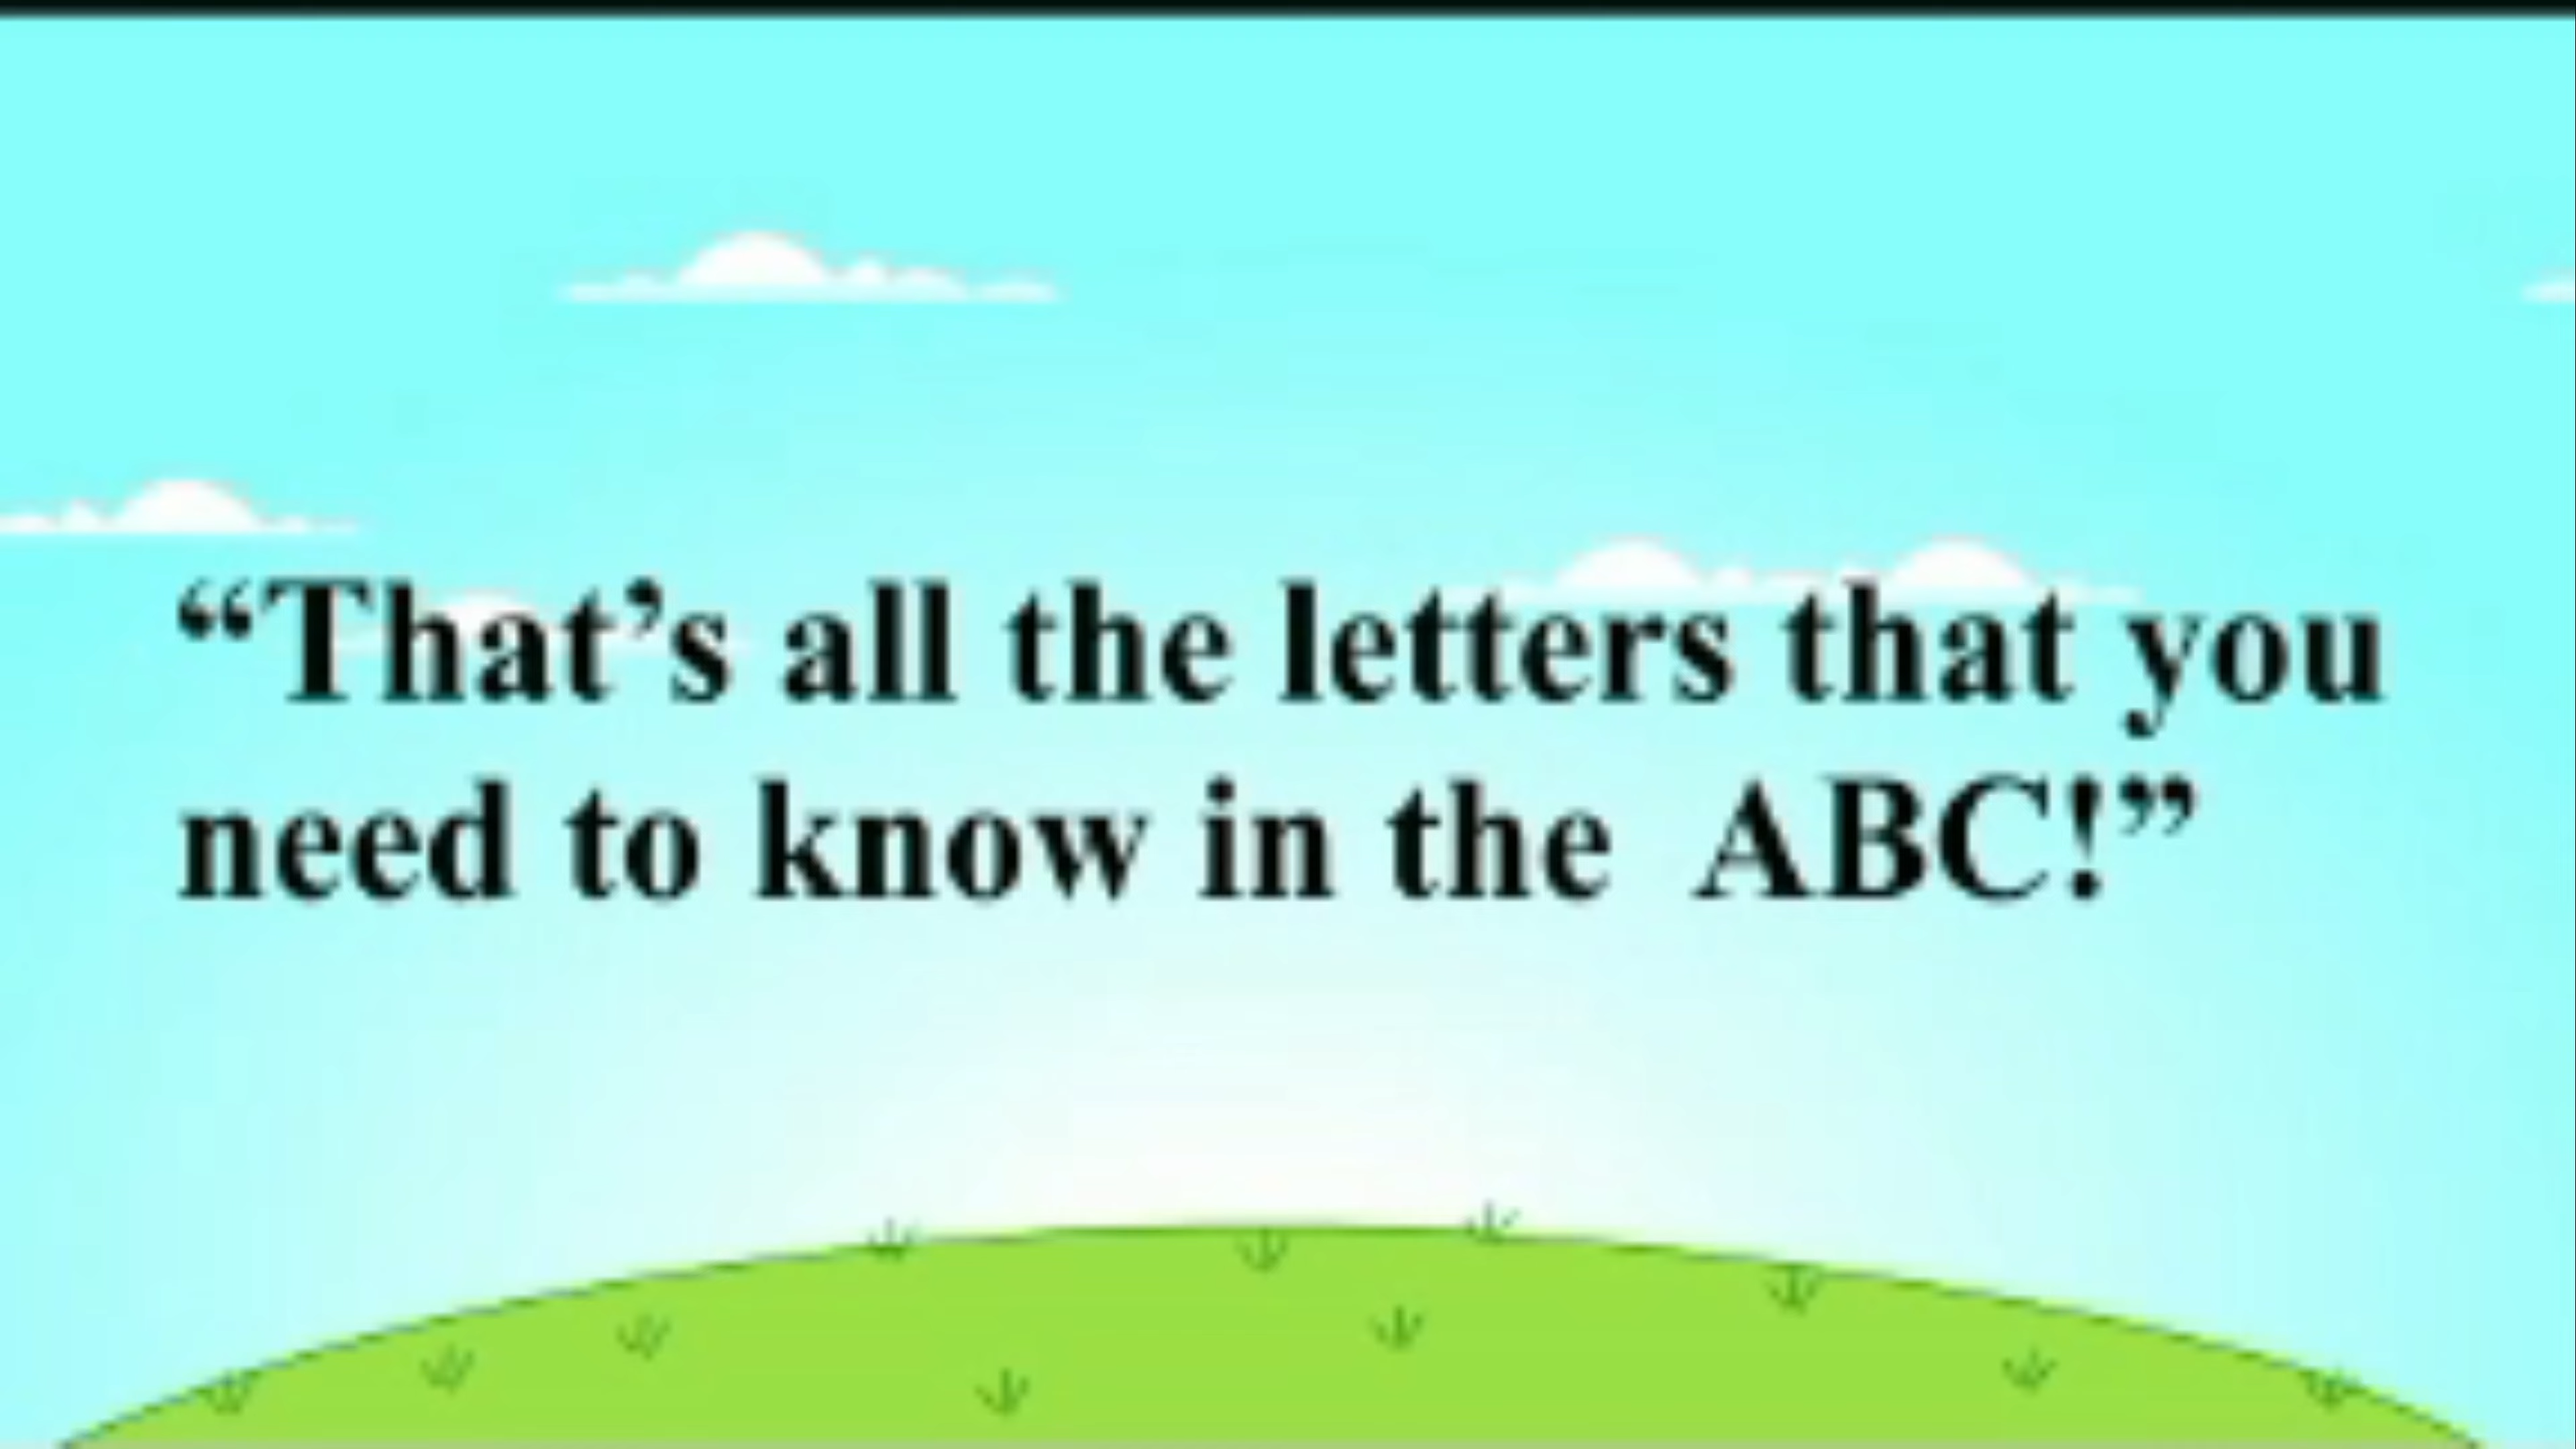 “That’s all the letters that you
need to know in the ABC!”